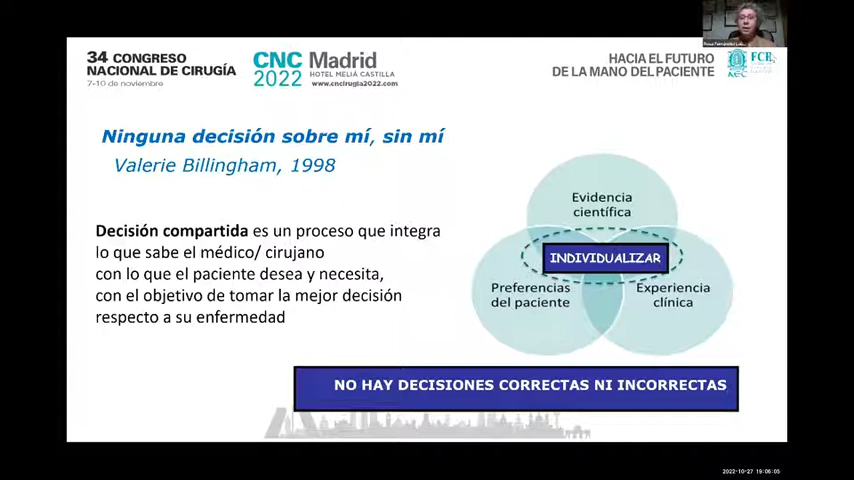 34 CONGRESO
NACIONAL DE CIRUGÍA
7-10 de noviembre
CNC
2022
Madrid
HOTEL MELIÁ CASTILLA
www.cncirugia2022.com
HACIA EL FUTURO
DE LA MANO DEL PACIENTE
AEC
Ninguna decisión sobre mí, sin mí
Valerie Billingham, 1998
Decisión compartida es un proceso que integra
lo que sabe el médico/ cirujano
con lo que el paciente desea y necesita,
con el objetivo de tomar la mejor decisión
respecto a su enfermedad
Evidencia
científica
INDIVIDUALIZAR
Preferencias
del paciente
Experiencia
clínica
NO HAY DECISIONES CORRECTAS NI INCORRECTAS
2022-10-27 19:06:05